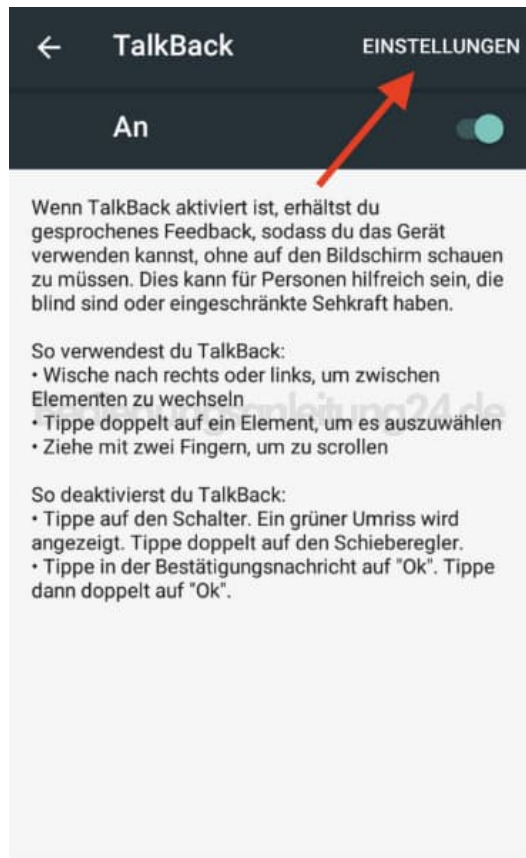 TalkBack
EINSTELLUNGEN
An
Wenn TalkBack aktiviert ist, erhältst du
gesprochenes Feedback, sodass du das Gerät
verwenden kannst, ohne auf den Bildschirm schauen
zu müssen. Dies kann für Personen hilfreich sein, die
blind sind oder eingeschränkte Sehkraft haben.
So verwendest du TalkBack:
• Wische nach rechts oder links, um zwischen
Elementen zu wechseln
bedienungsanleitung24.de
• Tippe doppelt auf ein Element, um es auszuwählen
• Ziehe mit zwei Fingern, um zu scrollen
So deaktivierst du TalkBack:
• Tippe auf den Schalter. Ein grüner Umriss wird
angezeigt. Tippe doppelt auf den Schieberegler.
• Tippe in der Bestätigungsnachricht auf "Ok". Tippe
dann doppelt auf "Ok".